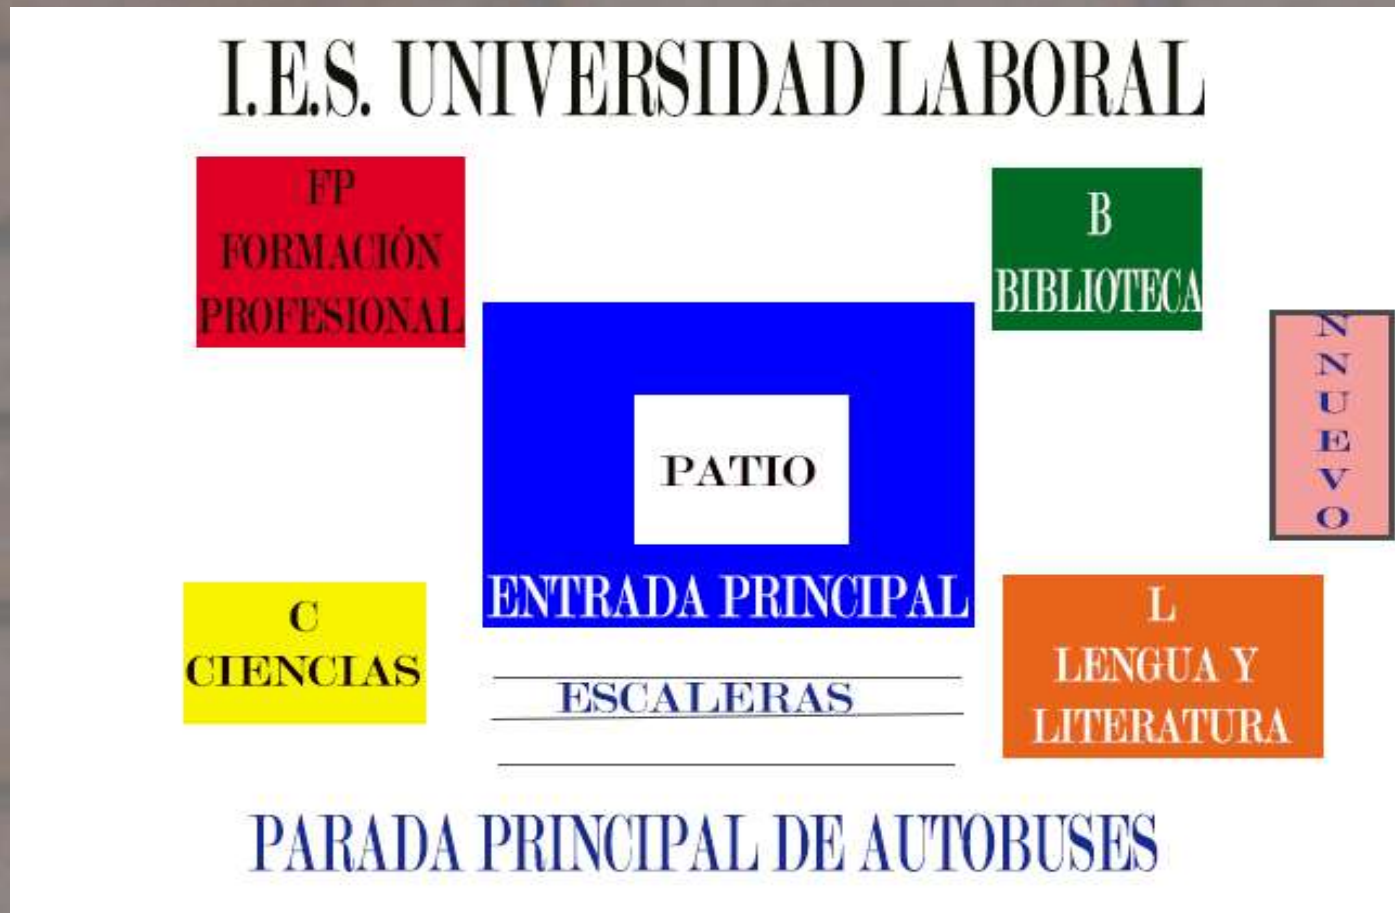 I.E.S. UNIVERSIDAD LABORAL
FP
FORMACIÓN
PROFESIONAL
B
BIBLIOTECA
N
N
U
E
V
O
PATIO
ENTRADA PRINCIPAL
C
CIENCIAS
ESCALERAS
L
LENGUA Y
LITERATURA
PARADA PRINCIPAL DE AUTOBUSES